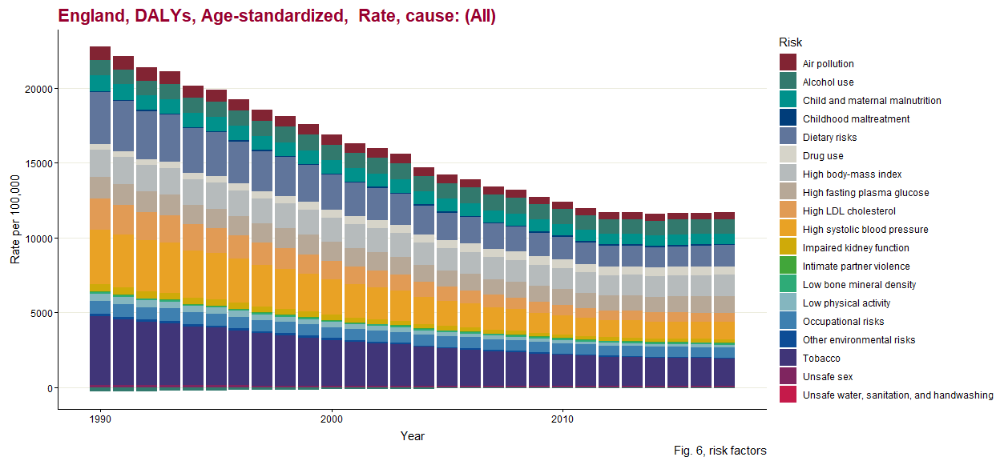 England, DALYs, Age-standardized,  Rate, cause: (All)
Rate per 100,000
20000
15000
10000
5000
0
1990
2000
2010
Year
Risk
Air pollution
Alcohol use
Child and maternal malnutrition
Childhood maltreatment
Dietary risks
Drug use
High body-mass index
High fasting plasma glucose
High LDL cholesterol
High systolic blood pressure
Impaired kidney function
Intimate partner violence
Low bone mineral density
Low physical activity
Occupational risks
Other environmental risks
Tobacco
Unsafe sex
Unsafe water, sanitation, and handwashing
Fig. 6, risk factors